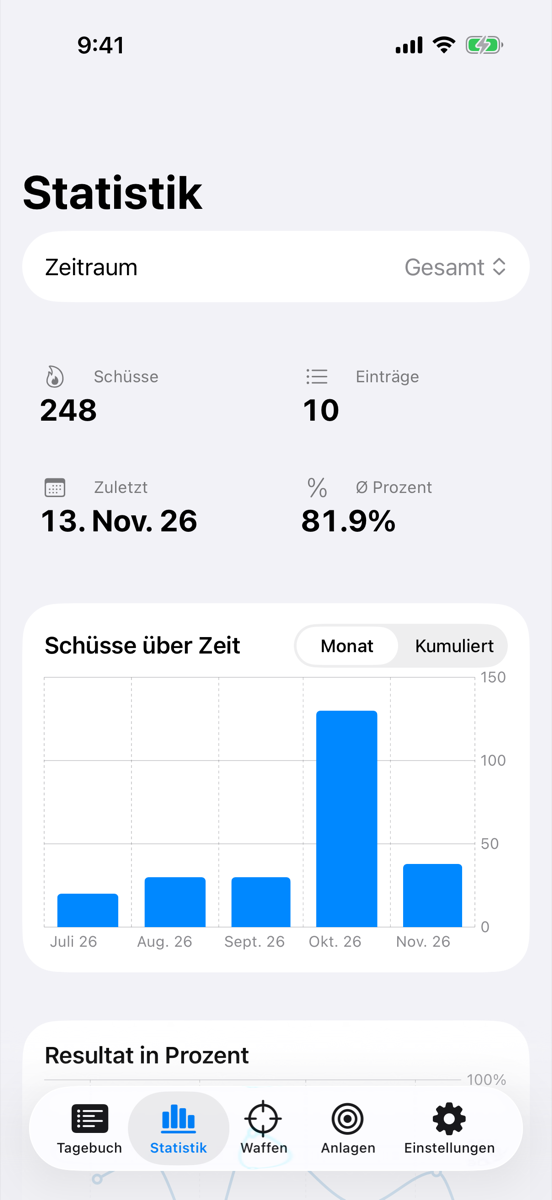 9:41
Statistik
Zeitraum Gesamt
Schüsse Einträge
248 10
Zuletzt Ø Prozent
13. Nov. 26 81.9%
Schüsse über Zeit Monat Kumuliert
150
100
50
0
Juli 26 Aug. 26 Sept. 26 Okt. 26 Nov. 26
Resultat in Prozent
100%
Tagebuch Statistik Waffen Anlagen Einstellungen